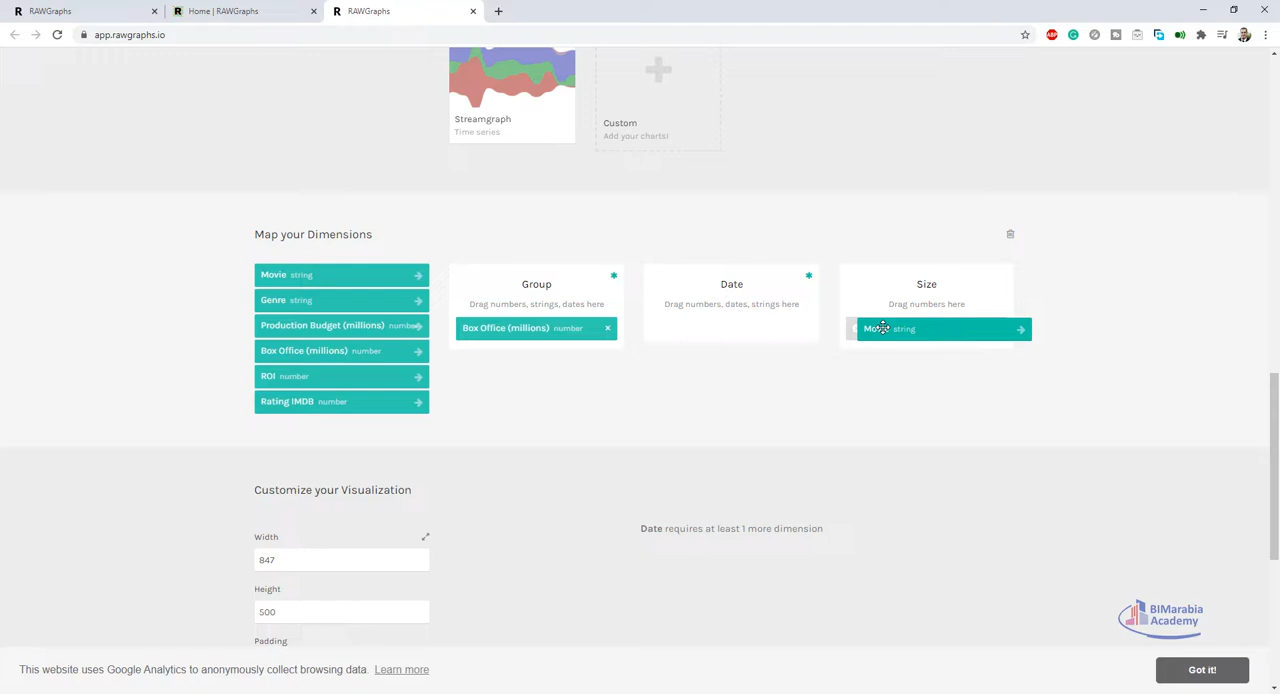 RAWGraphs
Home | RAWGraphs
RAWGraphs
app.rawgraphs.io
ABP
Streamgraph
Time series
Custom
Add your charts!
Map your Dimensions
Movie string
Genre string
Production Budget (millions) number
Box Office (millions) number
ROI number
Rating IMDB number
Group
Drag numbers, strings, dates here
Box Office (millions) number
Date
Drag numbers, dates, strings here
Size
Drag numbers here
string
Customize your Visualization
Width
847
Height
500
Padding
Date requires at least 1 more dimension
BIMarabia
Academy
This website uses Google Analytics to anonymously collect browsing data. Learn more
Got it!